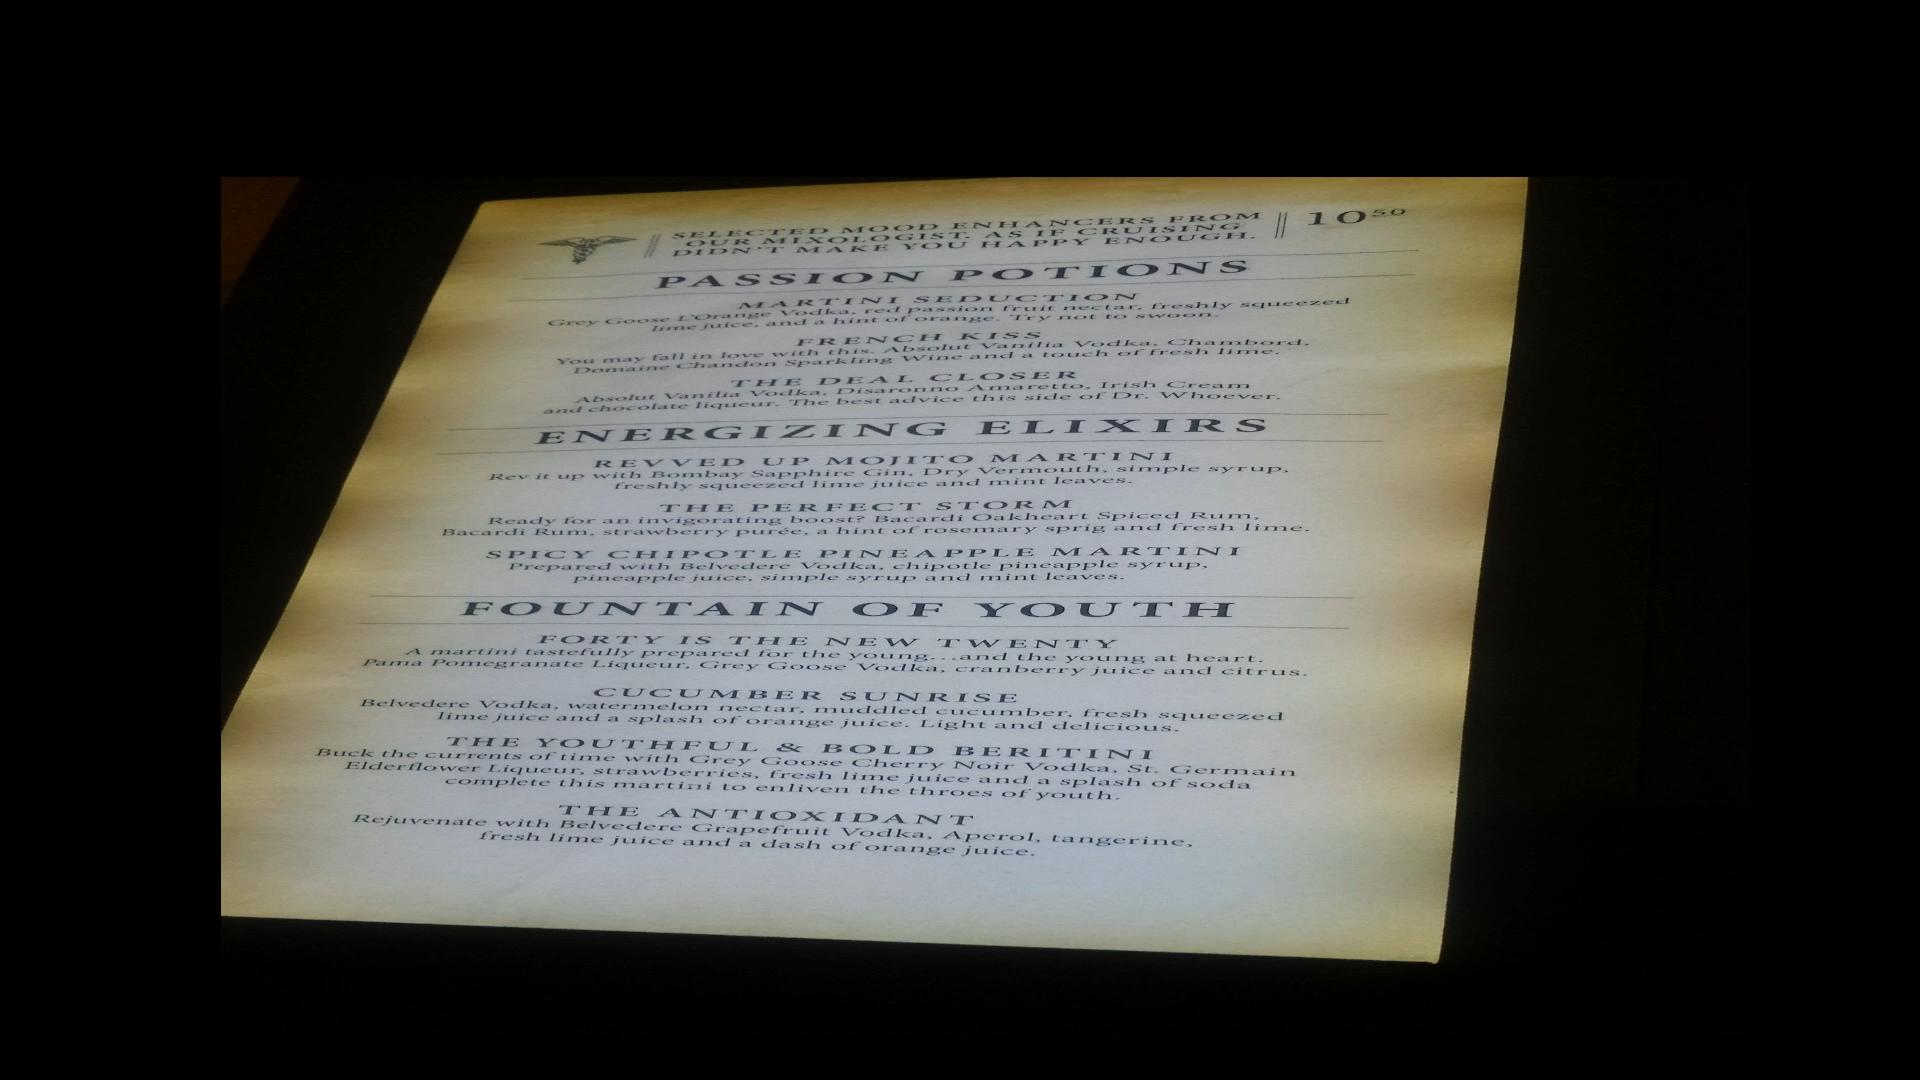 SELECTED MOOD ENHANCERS FROM
OUR MIXOLOGIST. AS IF CRUISING
DIDN'T MAKE YOU HAPPY ENOUGH.
10 50
PASSION POTIONS
MARTINI SEDUCTION
Grey Goose L'Orange Vodka, red passion fruit nectar, freshly squeezed
lime juice, and a hint of orange. Try not to swoon.
FRENCH KISS
You may fall in love with this. Absolut Vanilia Vodka, Chambord,
Domaine Chandon Sparkling Wine and a touch of fresh lime.
THE DEAL CLOSER
Absolut Vanilia Vodka, Disaronno Amaretto, Irish Cream
and chocolate liqueur. The best advice this side of Dr. Whoever.
ENERGIZING ELIXIRS
REVVED UP MOJITO MARTINI
Rev it up with Bombay Sapphire Gin, Dry Vermouth, simple syrup,
freshly squeezed lime juice and mint leaves.
THE PERFECT STORM
Ready for an invigorating boost? Bacardi Oakheart Spiced Rum,
Bacardi Rum, strawberry purée, a hint of rosemary sprig and fresh lime.
SPICY CHIPOTLE PINEAPPLE MARTINI
Prepared with Belvedere Vodka, chipotle pineapple syrup,
pineapple juice, simple syrup and mint leaves.
FOUNTAIN OF YOUTH
FORTY IS THE NEW TWENTY
A martini tastefully prepared for the young...and the young at heart.
Pama Pomegranate Liqueur, Grey Goose Vodka, cranberry juice and citrus.
CUCUMBER SUNRISE
Belvedere Vodka, watermelon nectar, muddled cucumber, fresh squeezed
lime juice and a splash of orange juice. Light and delicious.
THE YOUTHFUL & BOLD BERITINI
Buck the currents of time with Grey Goose Cherry Noir Vodka, St. Germain
Elderflower Liqueur, strawberries, fresh lime juice and a splash of soda
complete this martini to enliven the throes of youth.
THE ANTIOXIDANT
Rejuvenate with Belvedere Grapefruit Vodka, Aperol, tangerine,
fresh lime juice and a dash of orange juice.